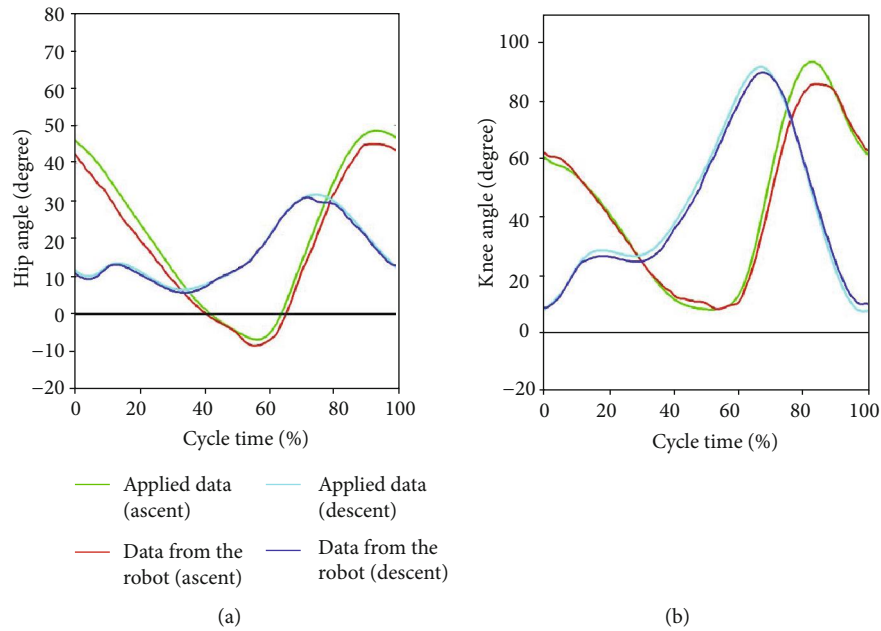 80
70
60
50
40
30
20
10
0
−10
−20
Hip angle (degree)
0 20 40 60 80 100
Cycle time (%)
100
80
60
40
20
0
−20
Knee angle (degree)
0 20 40 60 80 100
Cycle time (%)
Applied data
(ascent)
Applied data
(descent)
Data from the
robot (ascent)
Data from the
robot (descent)
(a)
(b)